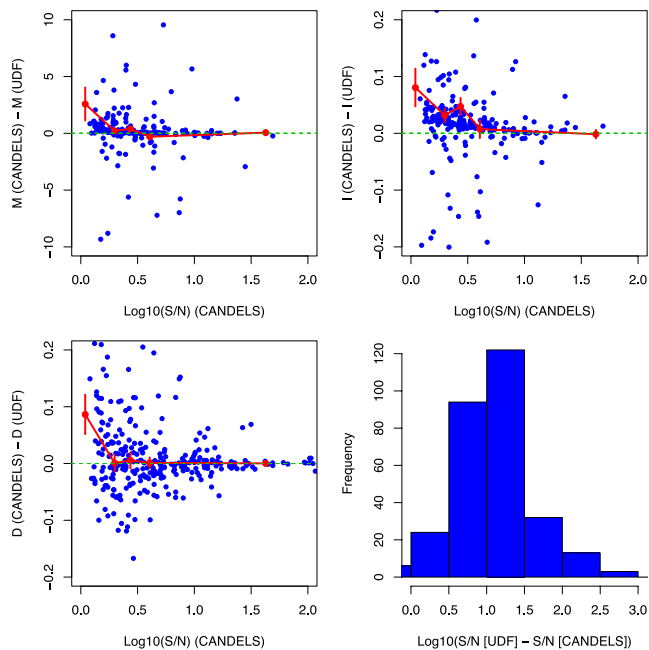 M (CANDELS) − M (UDF)
10
5
0
−5
−10
0.0 0.5 1.0 1.5 2.0
Log10(S/N) (CANDELS)
I (CANDELS) − I (UDF)
0.2
0.1
0.0
−0.1
−0.2
0.0 0.5 1.0 1.5 2.0
Log10(S/N) (CANDELS)
D (CANDELS) − D (UDF)
0.2
0.1
0.0
−0.1
−0.2
0.0 0.5 1.0 1.5 2.0
Log10(S/N) (CANDELS)
Frequency
120
80
60
40
20
0
0.0 0.5 1.0 1.5 2.0 2.5 3.0
Log10(S/N [UDF] − S/N [CANDELS])